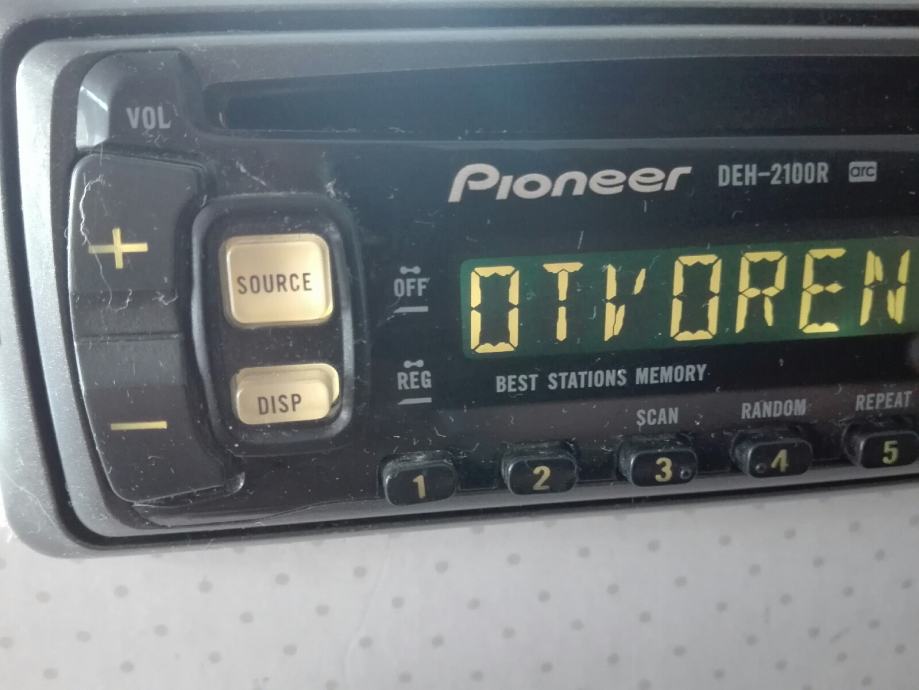 VOL
Pioneer DEH-2100R arc
+
SOURCE
OFF
OTVOREN
REG
BEST STATIONS MEMORY
DISP
–
SCAN RANDOM REPEAT
1 2 3 4 5